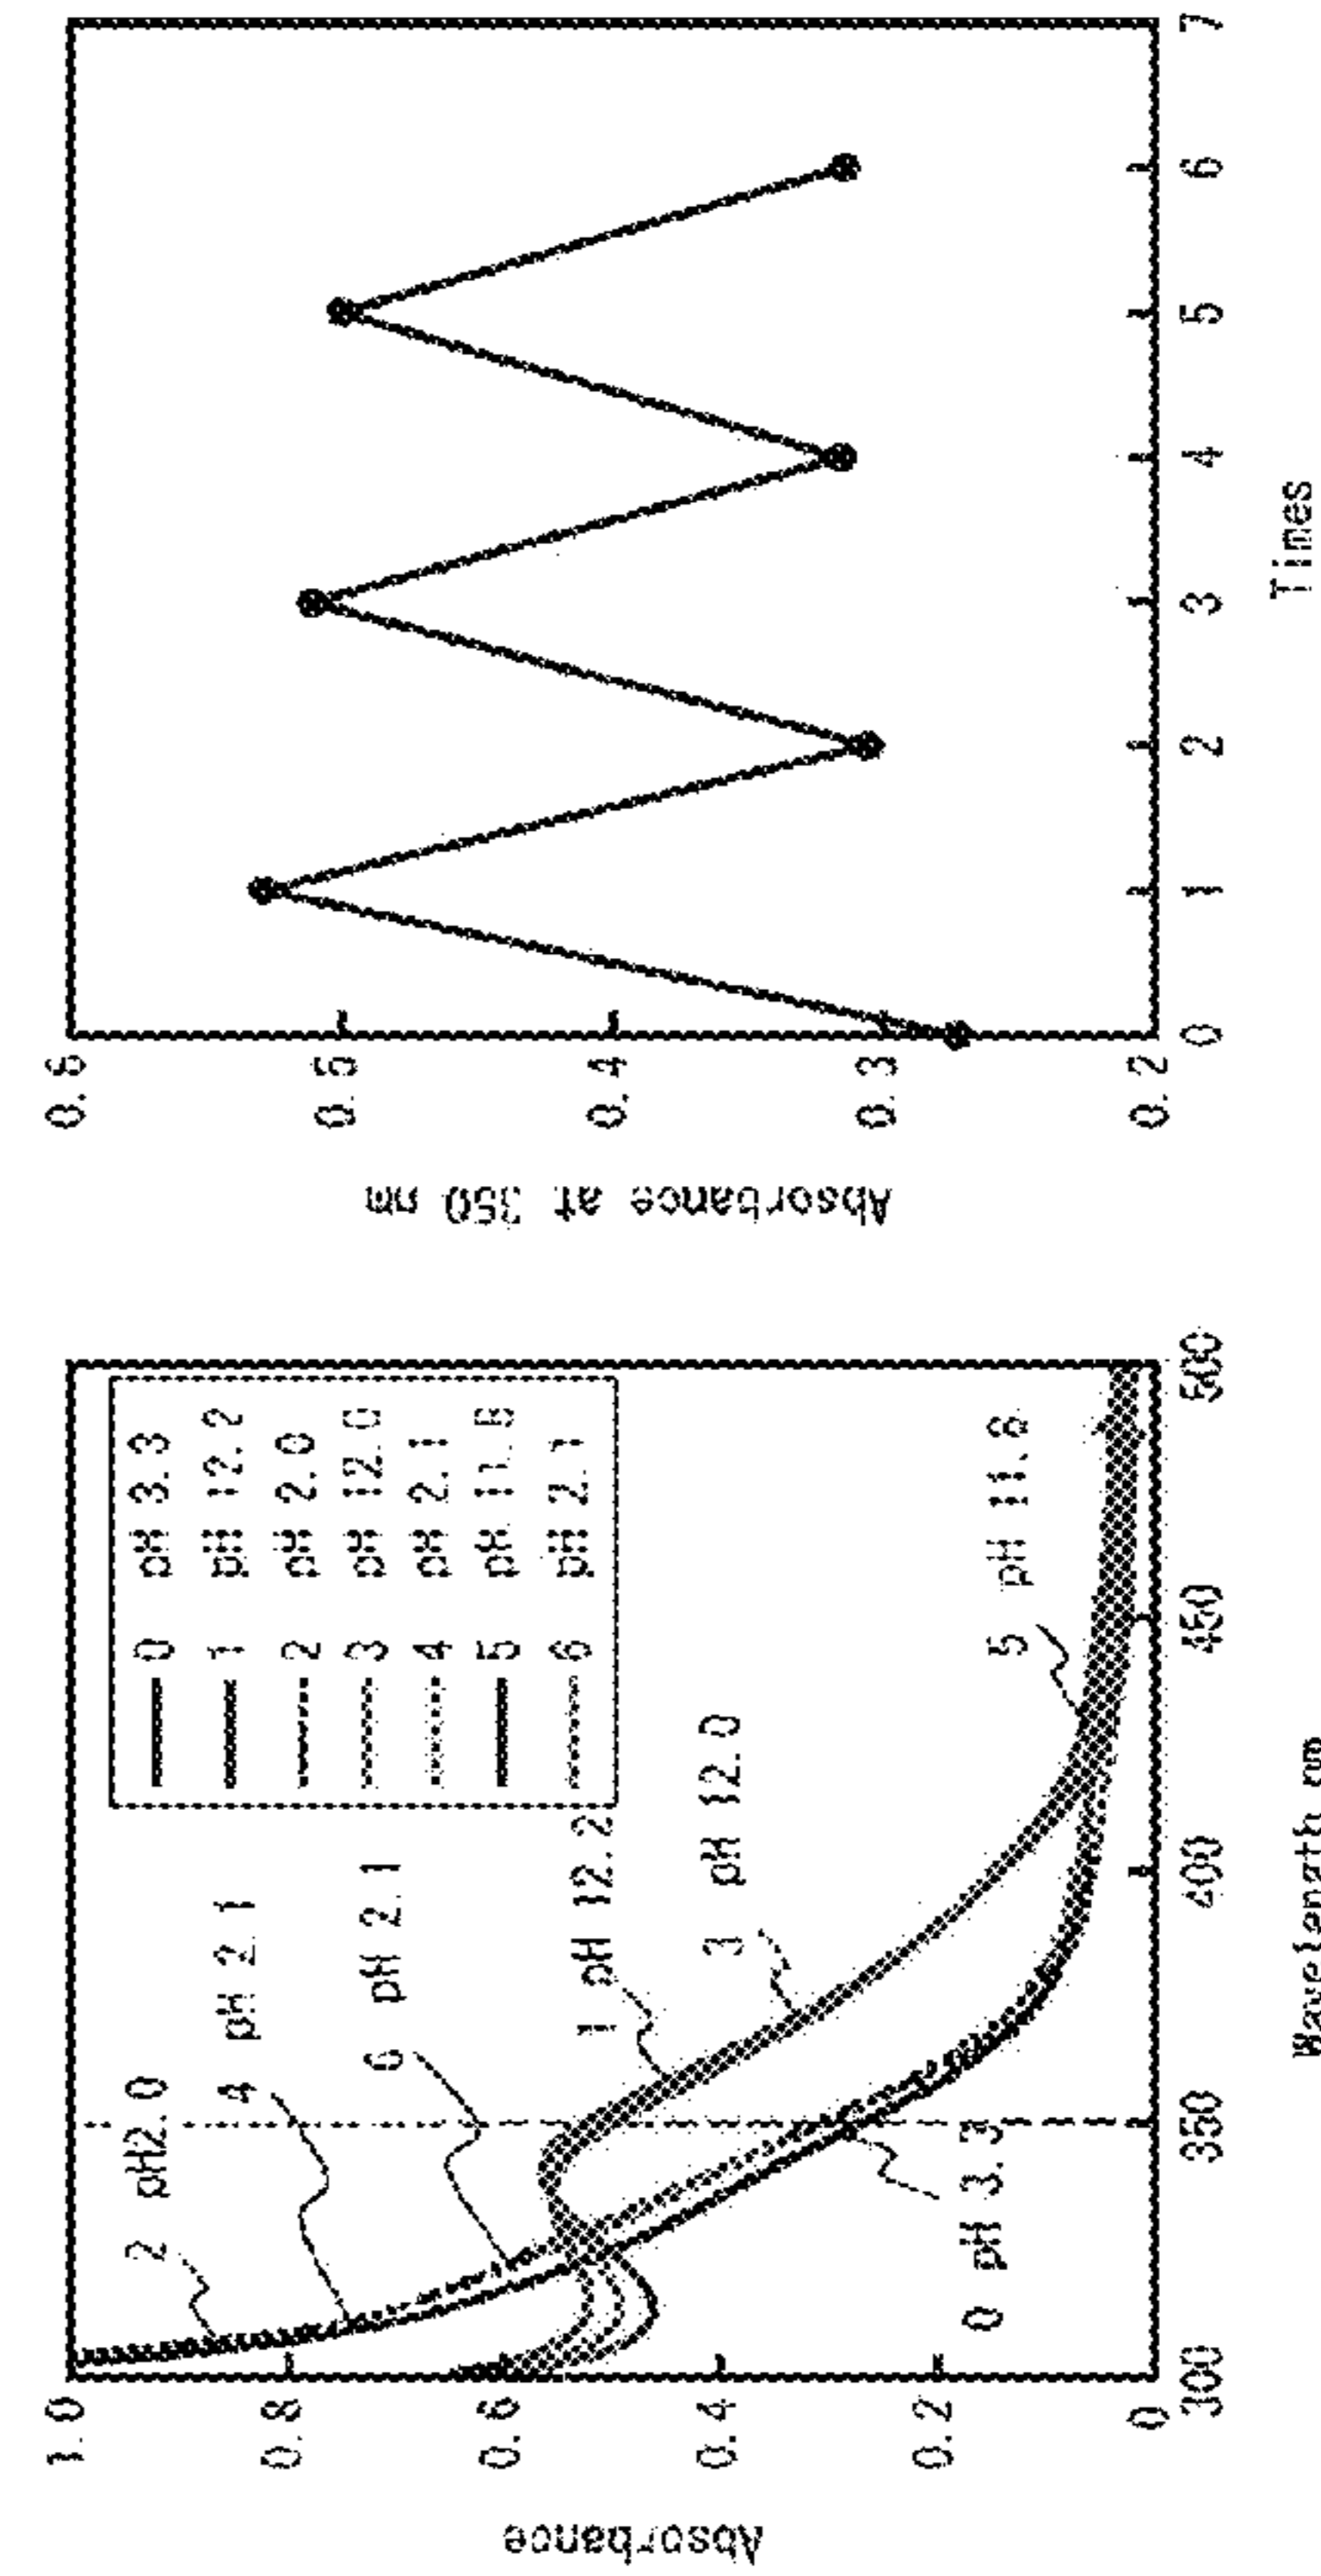 Absorbance
1.0
0.8
0.6
0.4
0.2
0
300
350
400
450
500
Wavelength nm
0 pH 3.3
1 pH 12.2
2 pH 2.0
3 pH 12.0
4 pH 2.1
5 pH 11.8
6 pH 2.1
2 pH2.0
4 pH 2.1
6 pH 2.1
1 pH 12.2
3 pH 12.0
5 pH 11.8
0 pH 3.3
Absorbance at 350 nm
0.6
0.5
0.4
0.3
0.2
0
1
2
3
4
5
6
7
Times